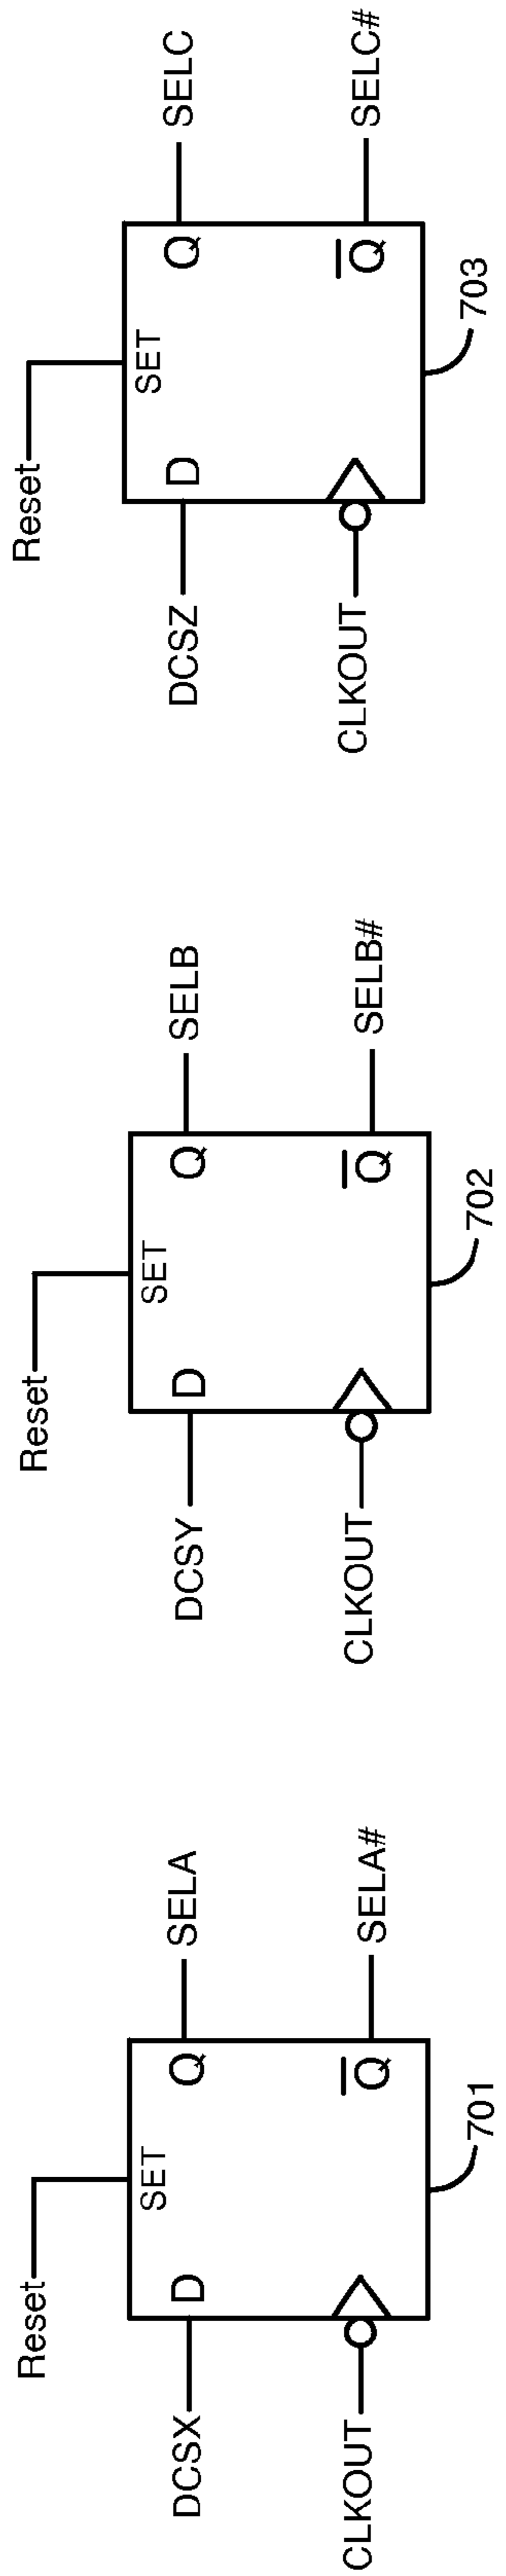 Reset
SET
DCSX
D
Q
SELA
CLKOUT
Q
SELA#
701
Reset
SET
DCSY
D
Q
SELB
CLKOUT
Q
SELB#
702
Reset
SET
DCSZ
D
Q
SELC
CLKOUT
Q
SELC#
703